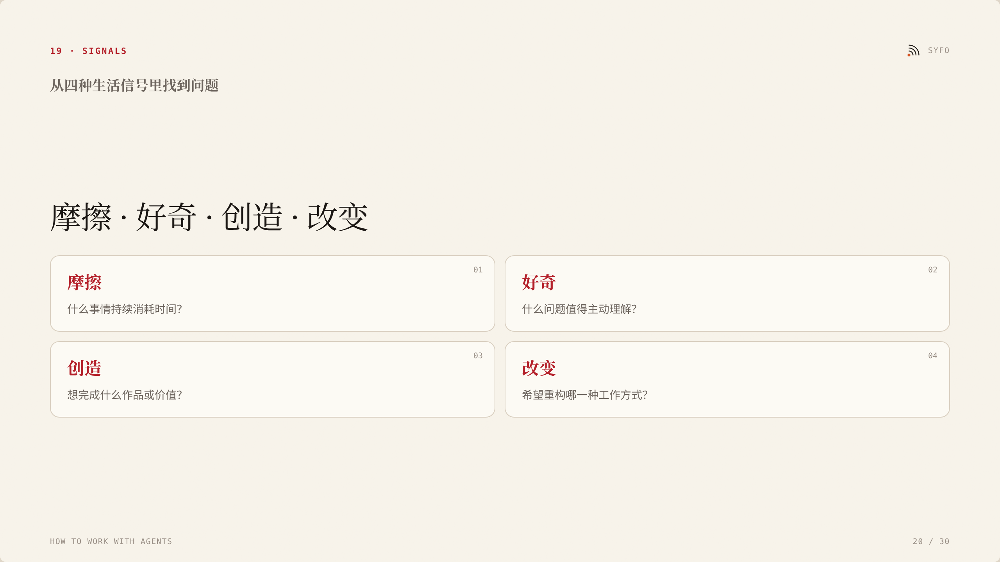 19 · SIGNALS
SYFO
从四种生活信号里找到问题
摩擦 · 好奇 · 创造 · 改变
01
摩擦
什么事情持续消耗时间？
02
好奇
什么问题值得主动理解？
03
创造
想完成什么作品或价值？
04
改变
希望重构哪一种工作方式？
HOW TO WORK WITH AGENTS
20 / 30